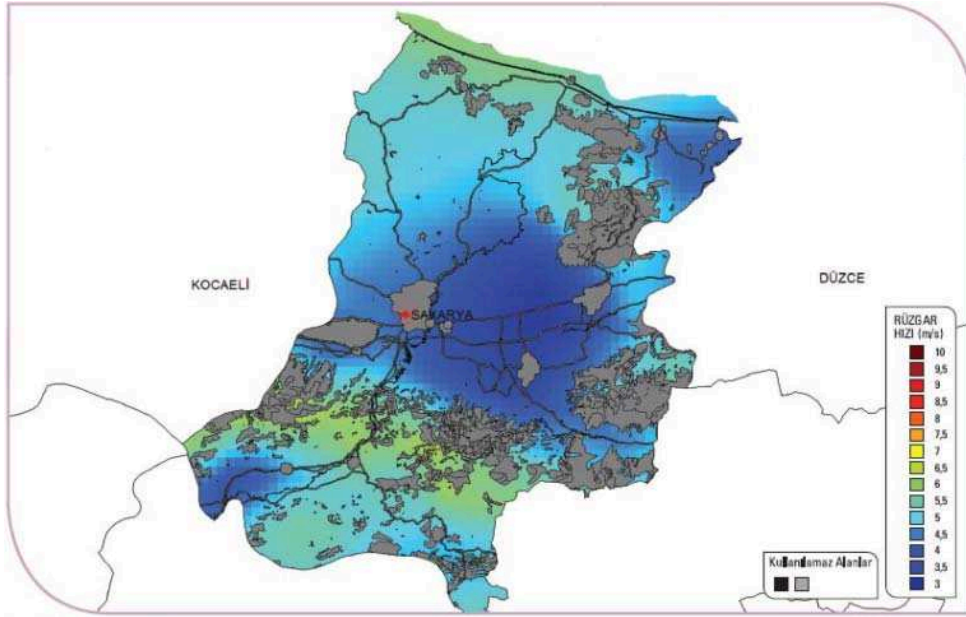 KOCAELİ
DÜZCE
SAKARYA
RÜZGAR
HIZI (m/s)
10
9,5
9
8,5
8
7,5
7
6,5
6
5,5
5
4,5
4
3,5
3
Kullanılamaz Alanlar